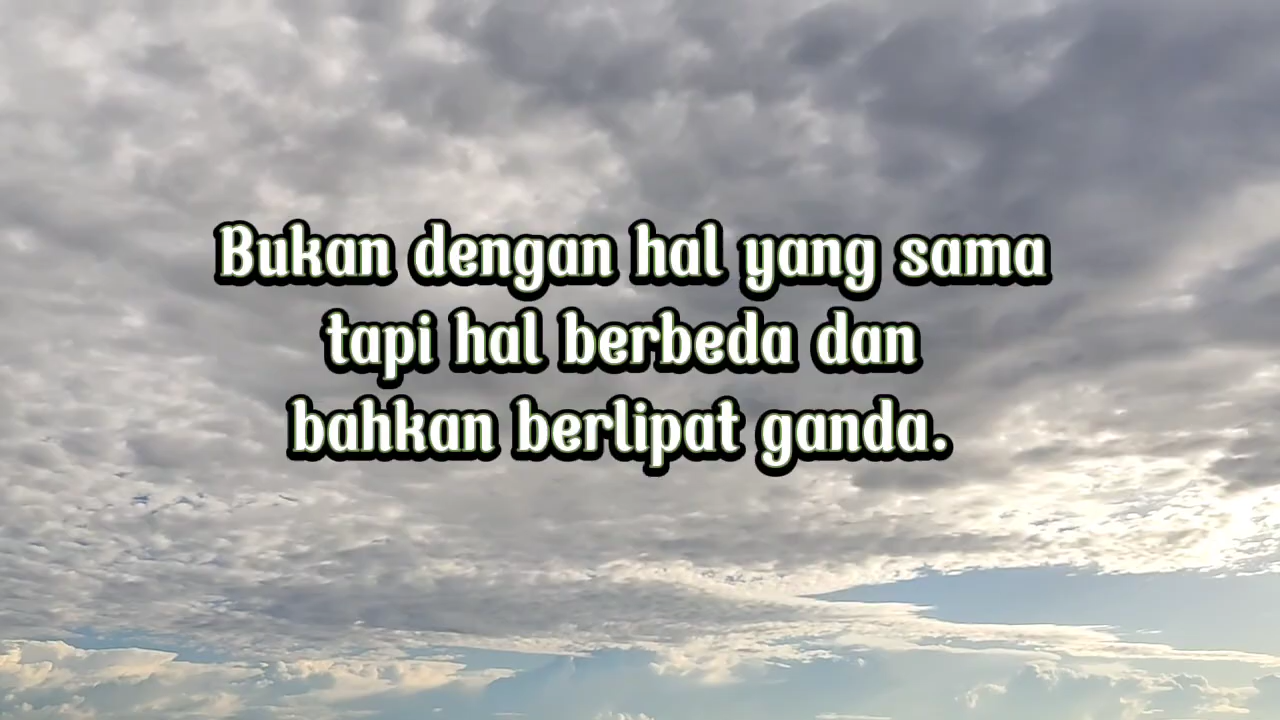 Bukan dengan hal yang sama
tapi hal berbeda dan
bahkan berlipat ganda.